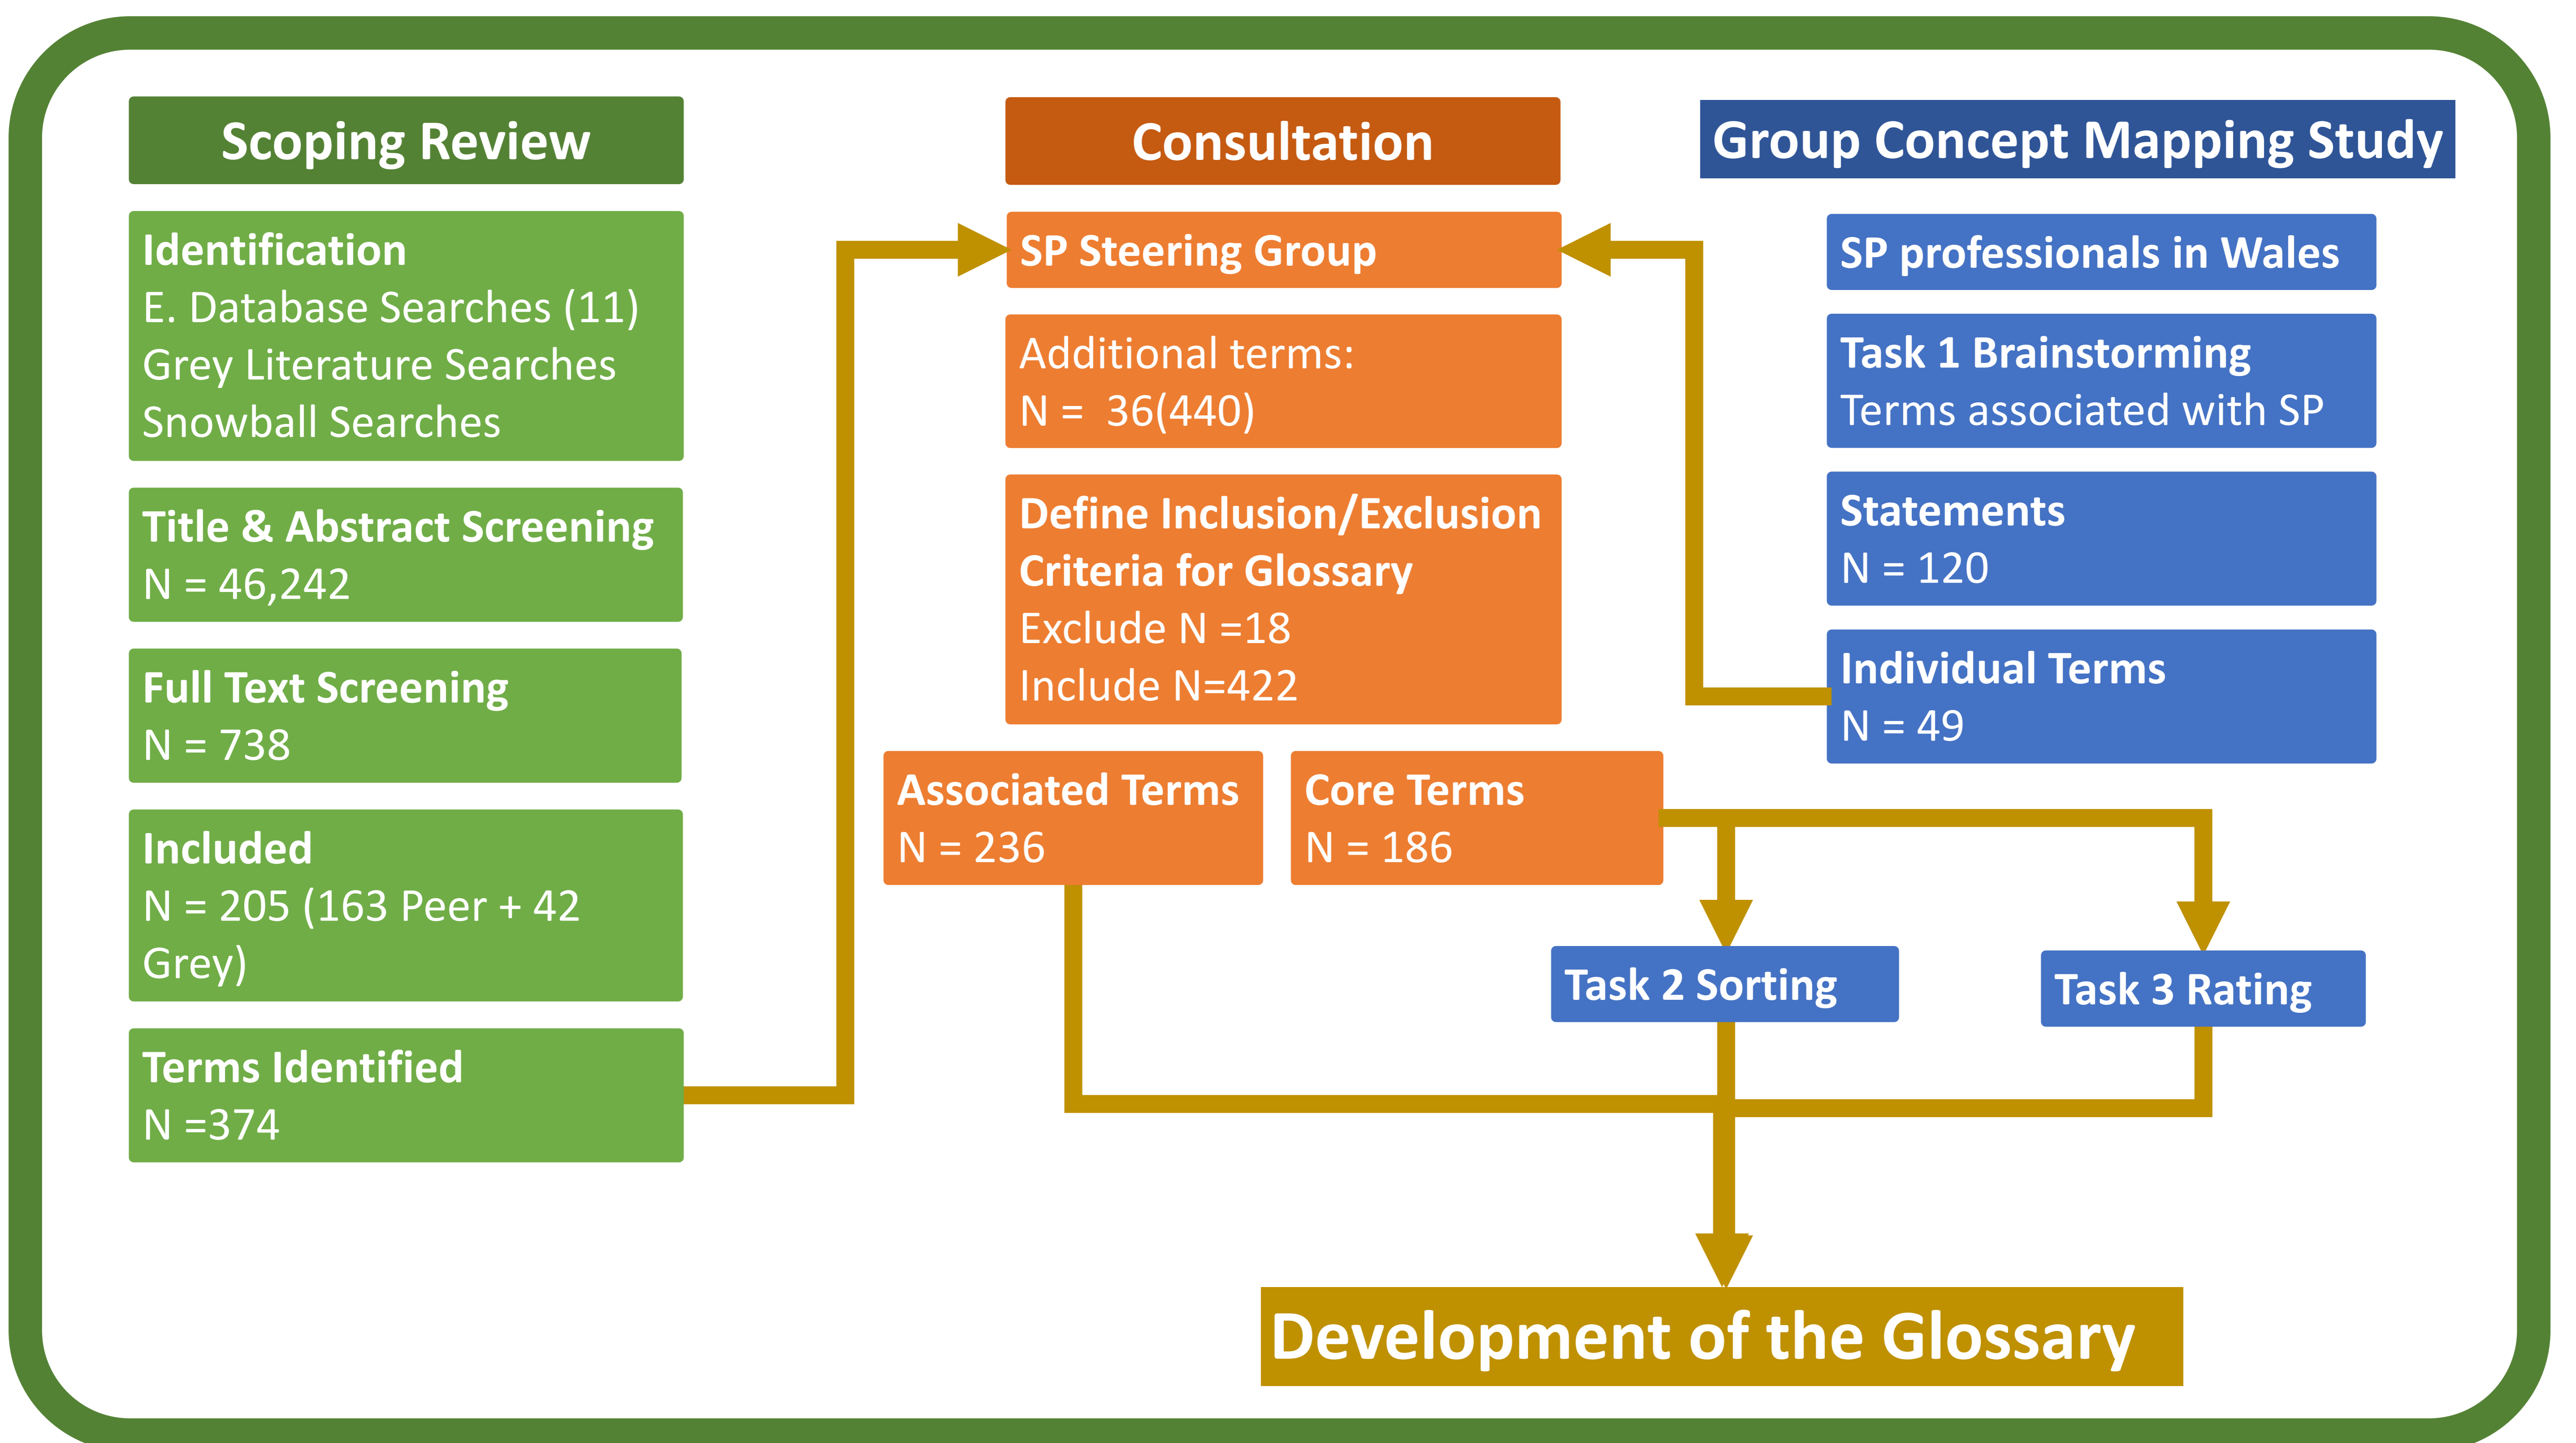 Scoping Review
Identification
E. Database Searches (11)
Grey Literature Searches
Snowball Searches
Title & Abstract Screening
N = 46,242
Full Text Screening
N = 738
Included
N = 205 (163 Peer + 42
Grey)
Terms Identified
N =374
Consultation
SP Steering Group
Additional terms:
N =  36(440)
Define Inclusion/Exclusion
Criteria for Glossary
Exclude N =18
Include N=422
Associated Terms
N = 236
Core Terms
N = 186
Group Concept Mapping Study
SP professionals in Wales
Task 1 Brainstorming
Terms associated with SP
Statements
N = 120
Individual Terms
N = 49
Task 2 Sorting
Task 3 Rating
Development of the Glossary